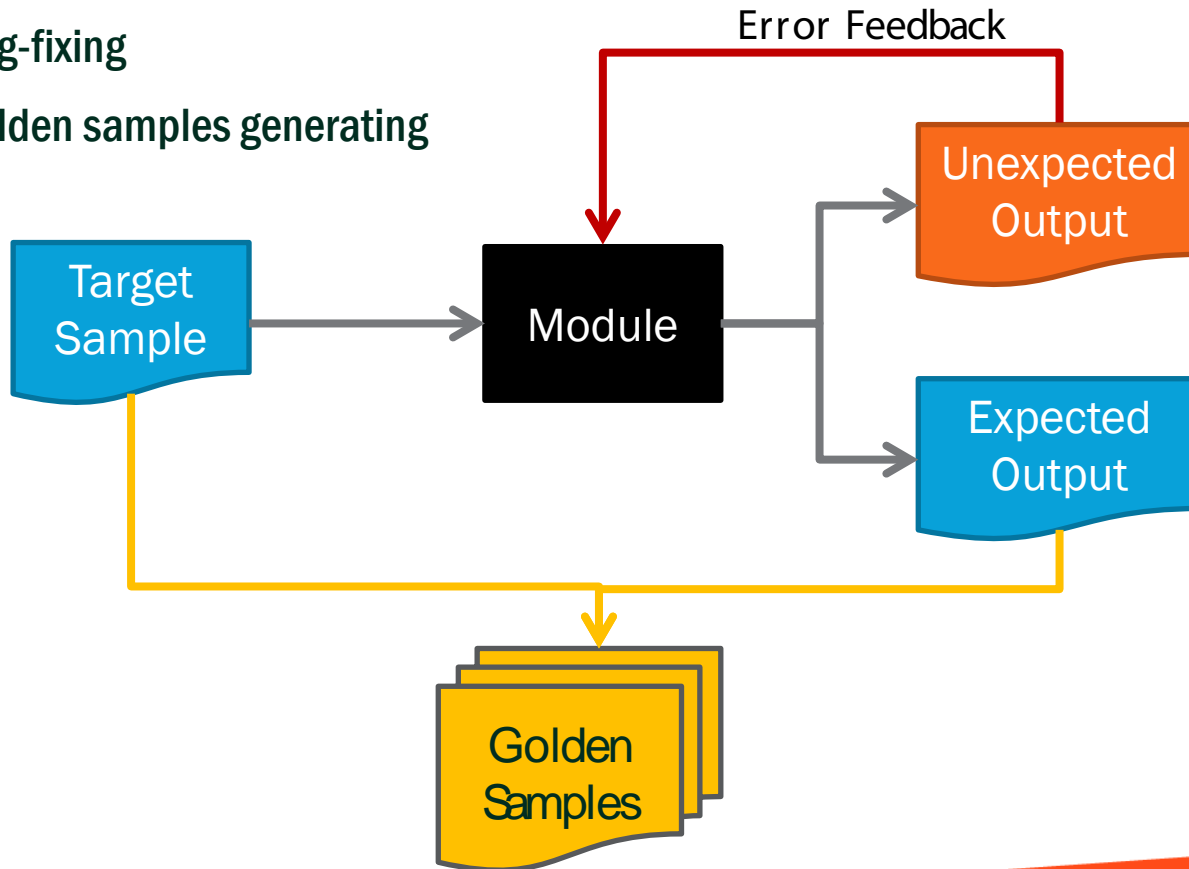 g-fixing
lden samples generating
Error Feedback
Unexpected
Output
Target
Sample
Module
Expected
Output
Golden
Samples